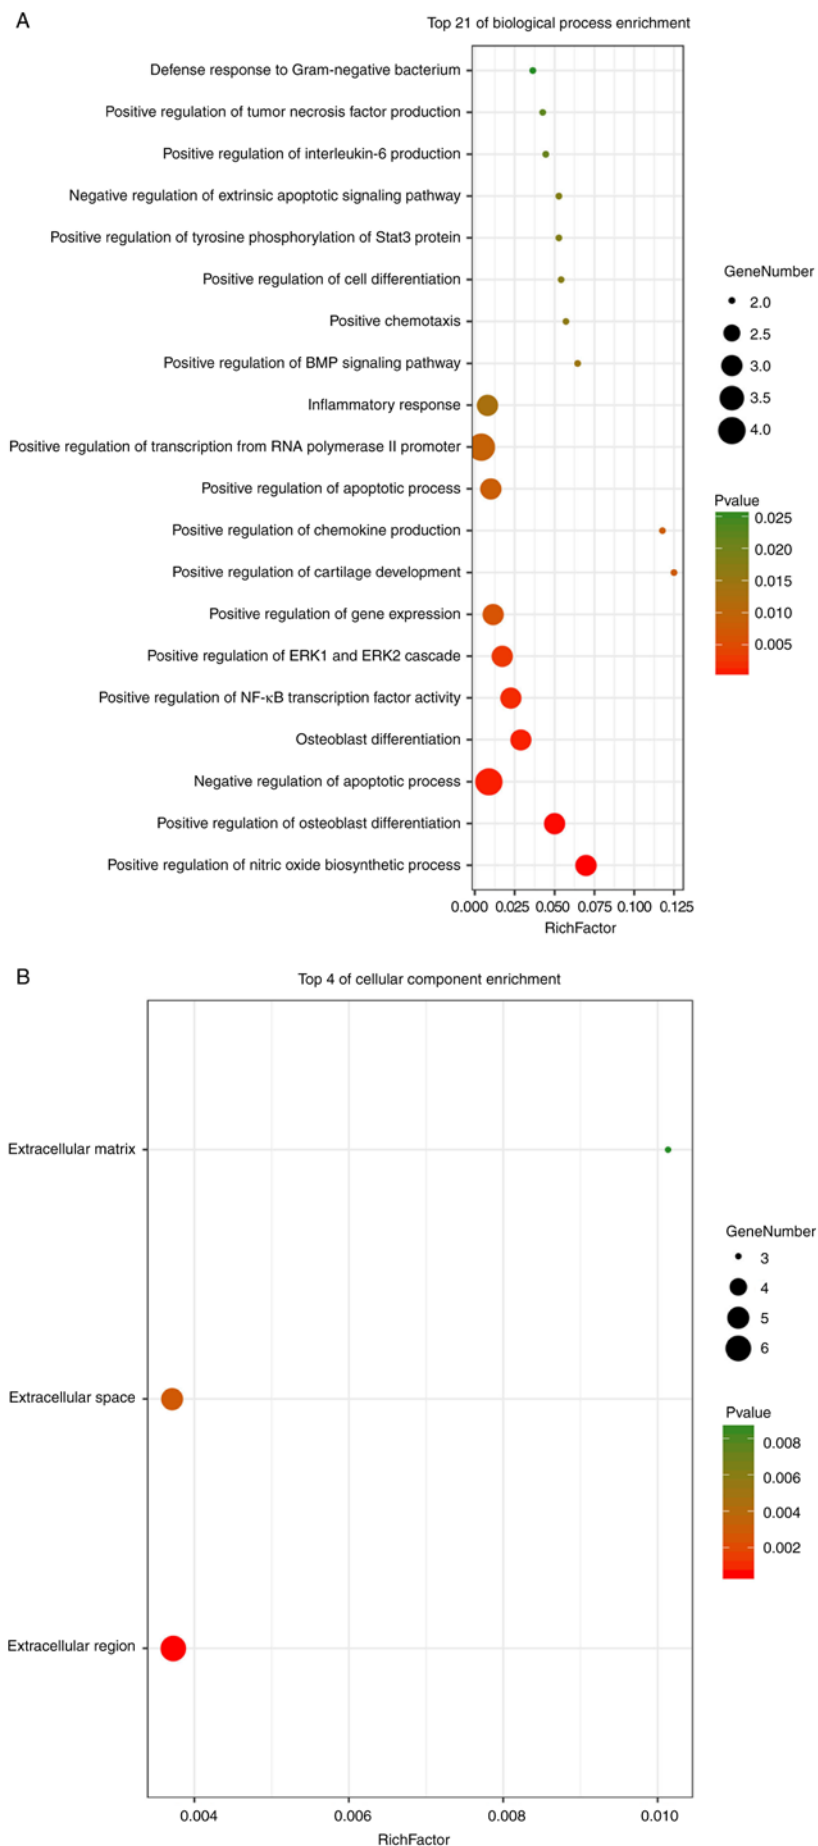 A
Top 21 of biological process enrichment
Defense response to Gram-negative bacterium
Positive regulation of tumor necrosis factor production
Positive regulation of interleukin-6 production
Negative regulation of extrinsic apoptotic signaling pathway
Positive regulation of tyrosine phosphorylation of Stat3 protein
Positive regulation of cell differentiation
Positive chemotaxis
Positive regulation of BMP signaling pathway
Inflammatory response
Positive regulation of transcription from RNA polymerase II promoter
Positive regulation of apoptotic process
Positive regulation of chemokine production
Positive regulation of cartilage development
Positive regulation of gene expression
Positive regulation of ERK1 and ERK2 cascade
Positive regulation of NF-κB transcription factor activity
Osteoblast differentiation
Negative regulation of apoptotic process
Positive regulation of osteoblast differentiation
Positive regulation of nitric oxide biosynthetic process
0.000 0.025 0.050 0.075 0.100 0.125
RichFactor
GeneNumber
2.0
2.5
3.0
3.5
4.0
Pvalue
0.025
0.020
0.015
0.010
0.005
B
Top 4 of cellular component enrichment
Extracellular matrix
Extracellular space
Extracellular region
0.004 0.006 0.008 0.010
RichFactor
GeneNumber
3
4
5
6
Pvalue
0.008
0.006
0.004
0.002